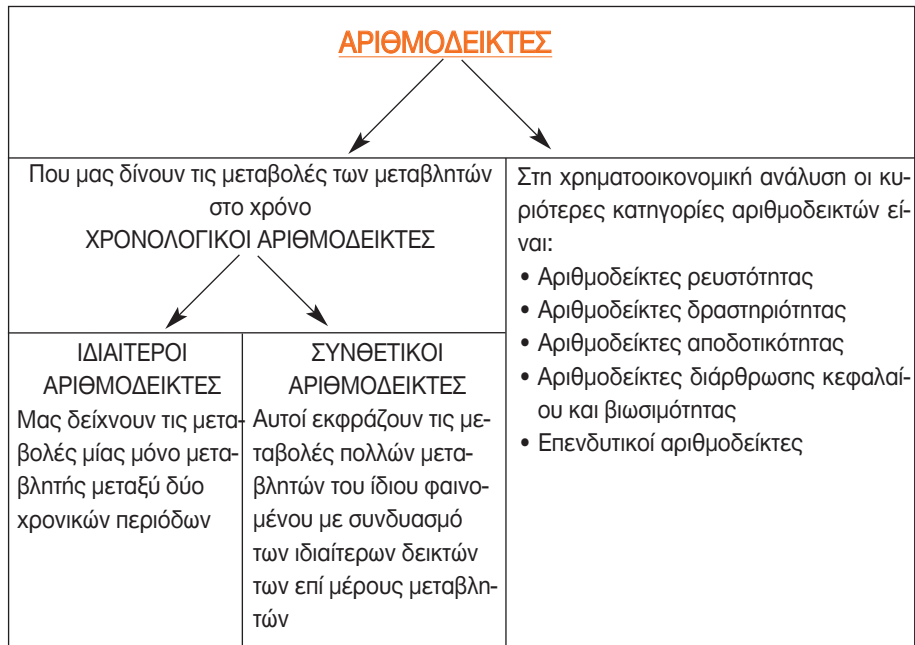 ΑΡΙΘΜΟΔΕΙΚΤΕΣ
Που μας δίνουν τις μεταβολές των μεταβλητών
στο χρόνο
ΧΡΟΝΟΛΟΓΙΚΟΙ ΑΡΙΘΜΟΔΕΙΚΤΕΣ
ΙΔΙΑΙΤΕΡΟΙ
ΑΡΙΘΜΟΔΕΙΚΤΕΣ
Μας δείχνουν τις μετα-
βολές μίας μόνο μετα-
βλητής μεταξύ δύο
χρονικών περιόδων
ΣΥΝΘΕΤΙΚΟΙ
ΑΡΙΘΜΟΔΕΙΚΤΕΣ
Αυτοί εκφράζουν τις με-
ταβολές πολλών μετα-
βλητών του ίδιου φαινο-
μένου με συνδυασμό
των ιδιαίτερων δεικτών
των επί μέρους μεταβλη-
τών
Στη χρηματοοικονομική ανάλυση οι κυ-
ριότερες κατηγορίες αριθμοδεικτών εί-
ναι:
• Αριθμοδείκτες ρευστότητας
• Αριθμοδείκτες δραστηριότητας
• Αριθμοδείκτες αποδοτικότητας
• Αριθμοδείκτες διάρθρωσης κεφαλαί-
ου και βιωσιμότητας
• Επενδυτικοί αριθμοδείκτες